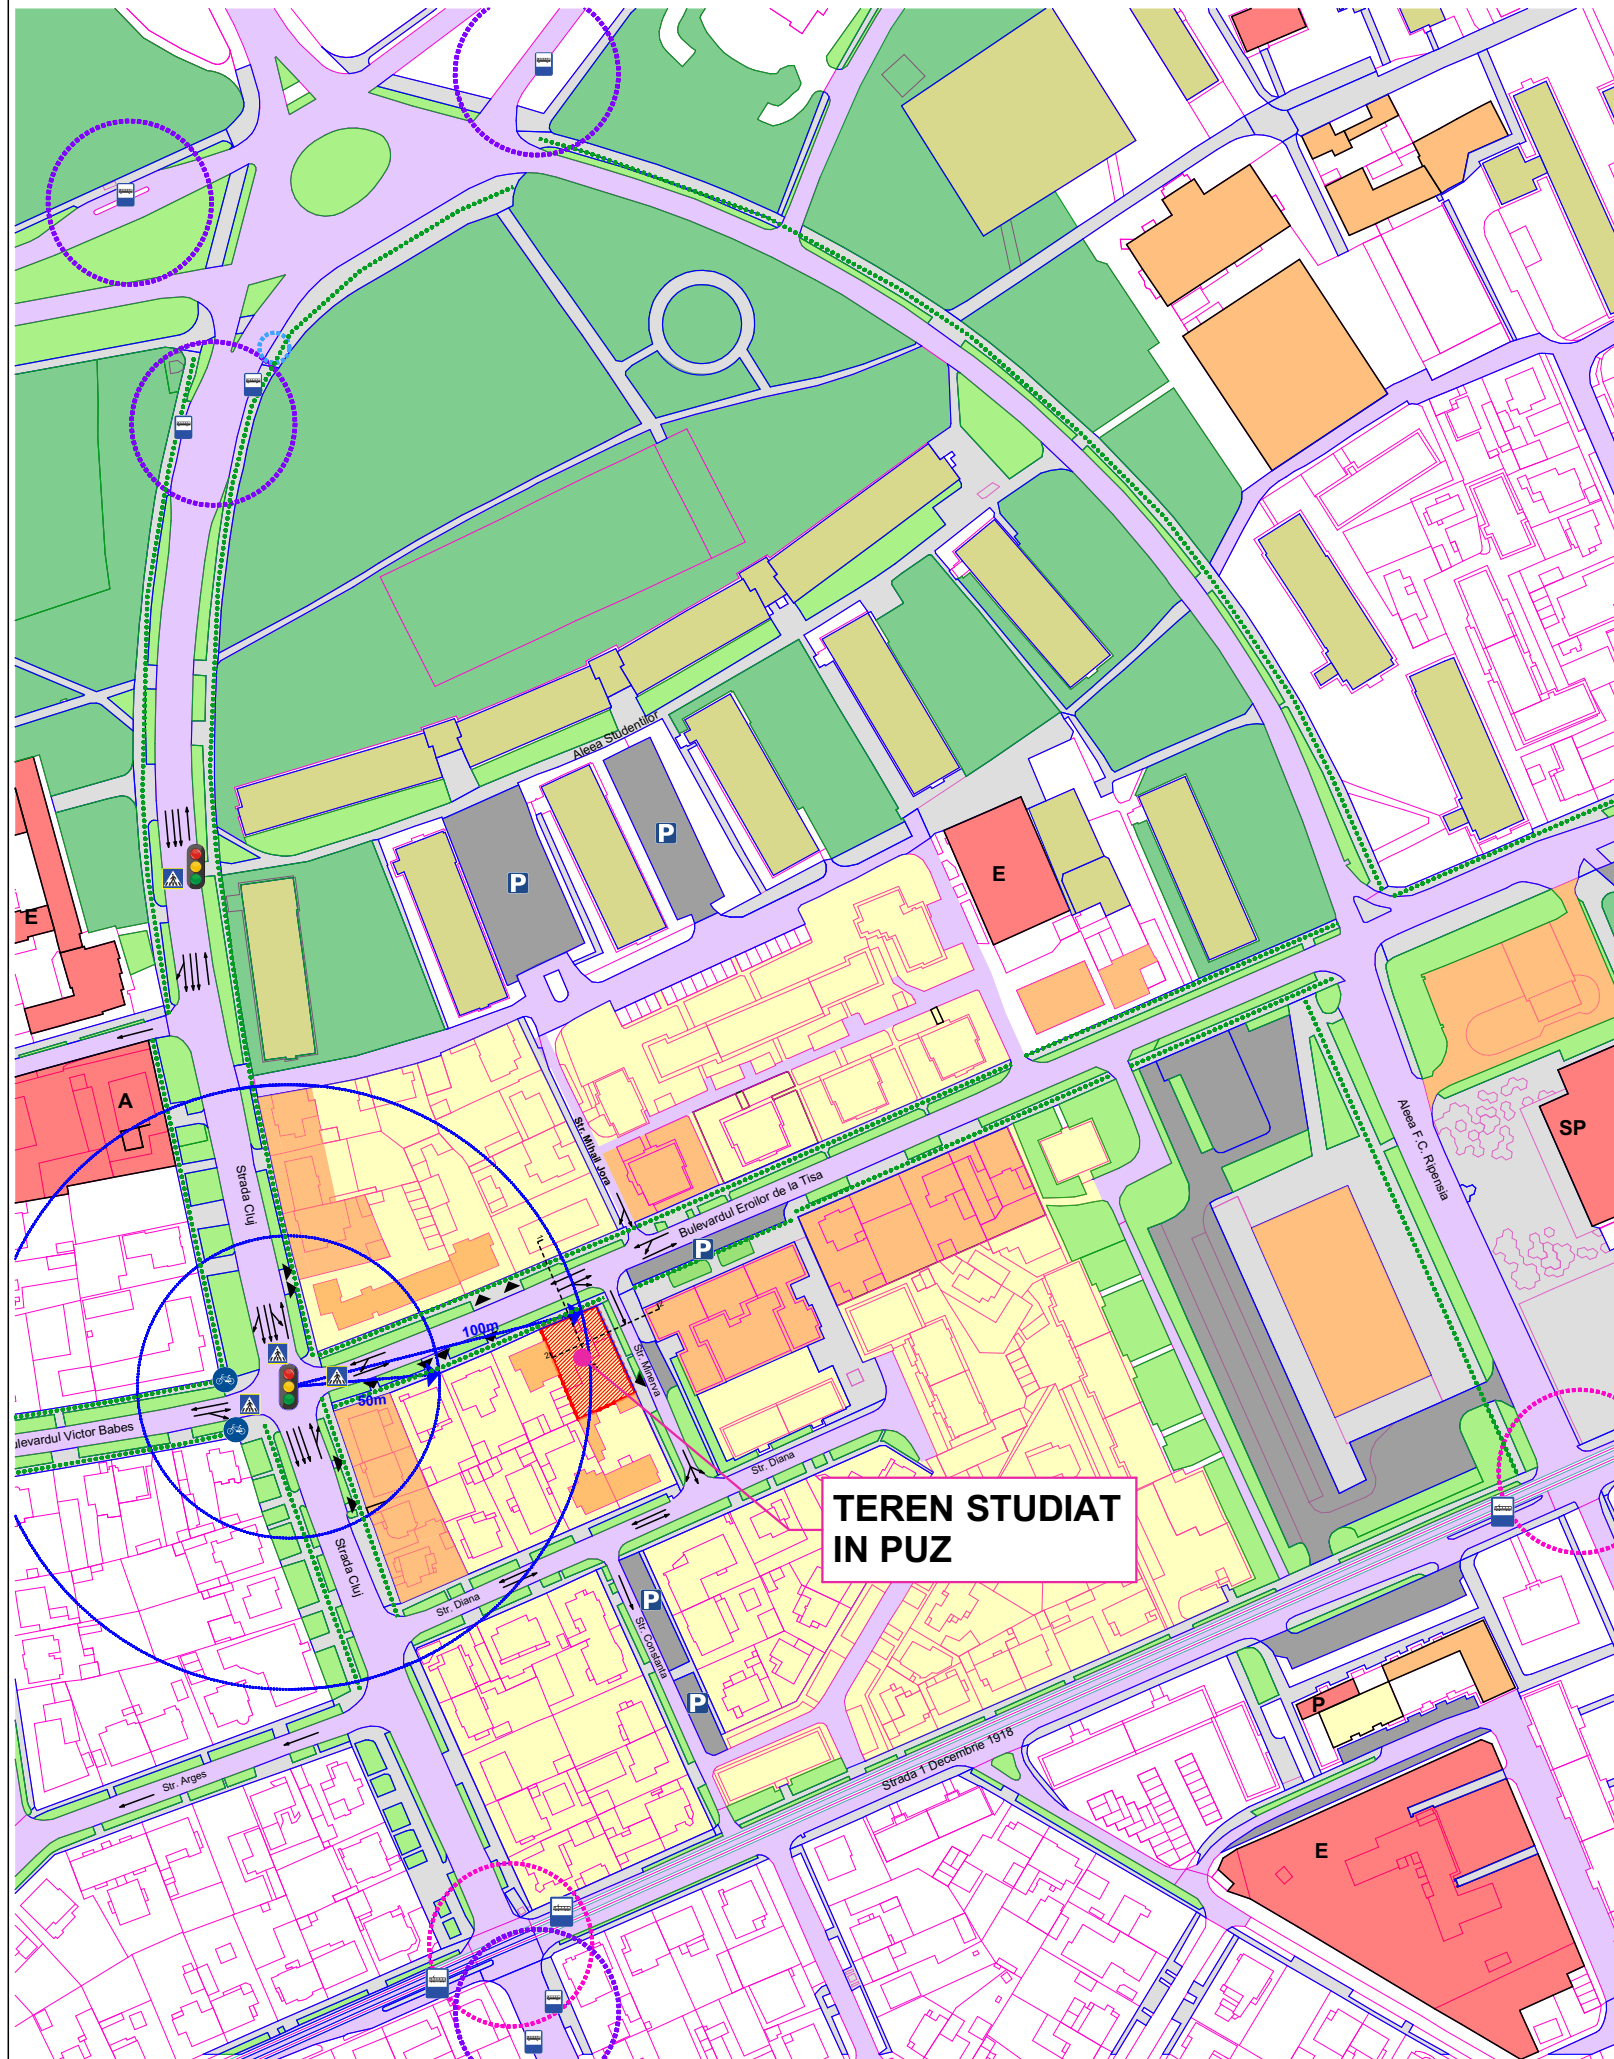 Aleea Studentilor
P
P
E
E
A
Strada Cluj
Str. Mihail Jora
Bulevardul Eroilor de la Tisa
P
Aleea F.C. Ripensia
SP
100m
50m
Str. Minerva
ulevardul Victor Babes
Str. Diana
TEREN STUDIAT
IN PUZ
Strada Cluj
Str. Diana
P
Str. Constanta
P
P
Strada 1 Decembrie 1918
Str. Arges
E